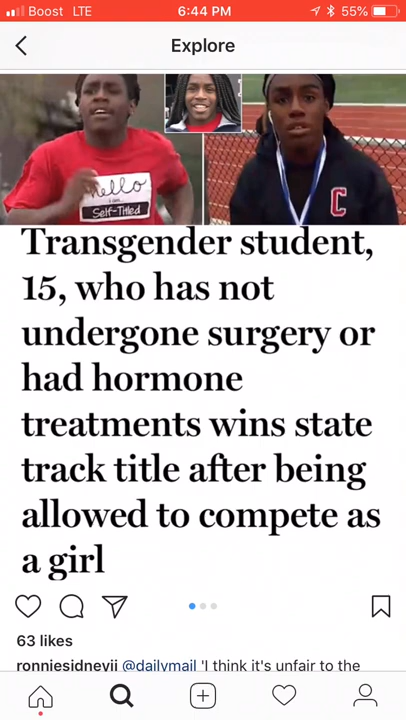 Boost LTE 6:44 PM 55%
Explore
hello
I am...
Self-Titled
C
Transgender student,
15, who has not
undergone surgery or
had hormone
treatments wins state
track title after being
allowed to compete as
a girl
63 likes
ronniesidneyii @dailymail 'I think it's unfair to the